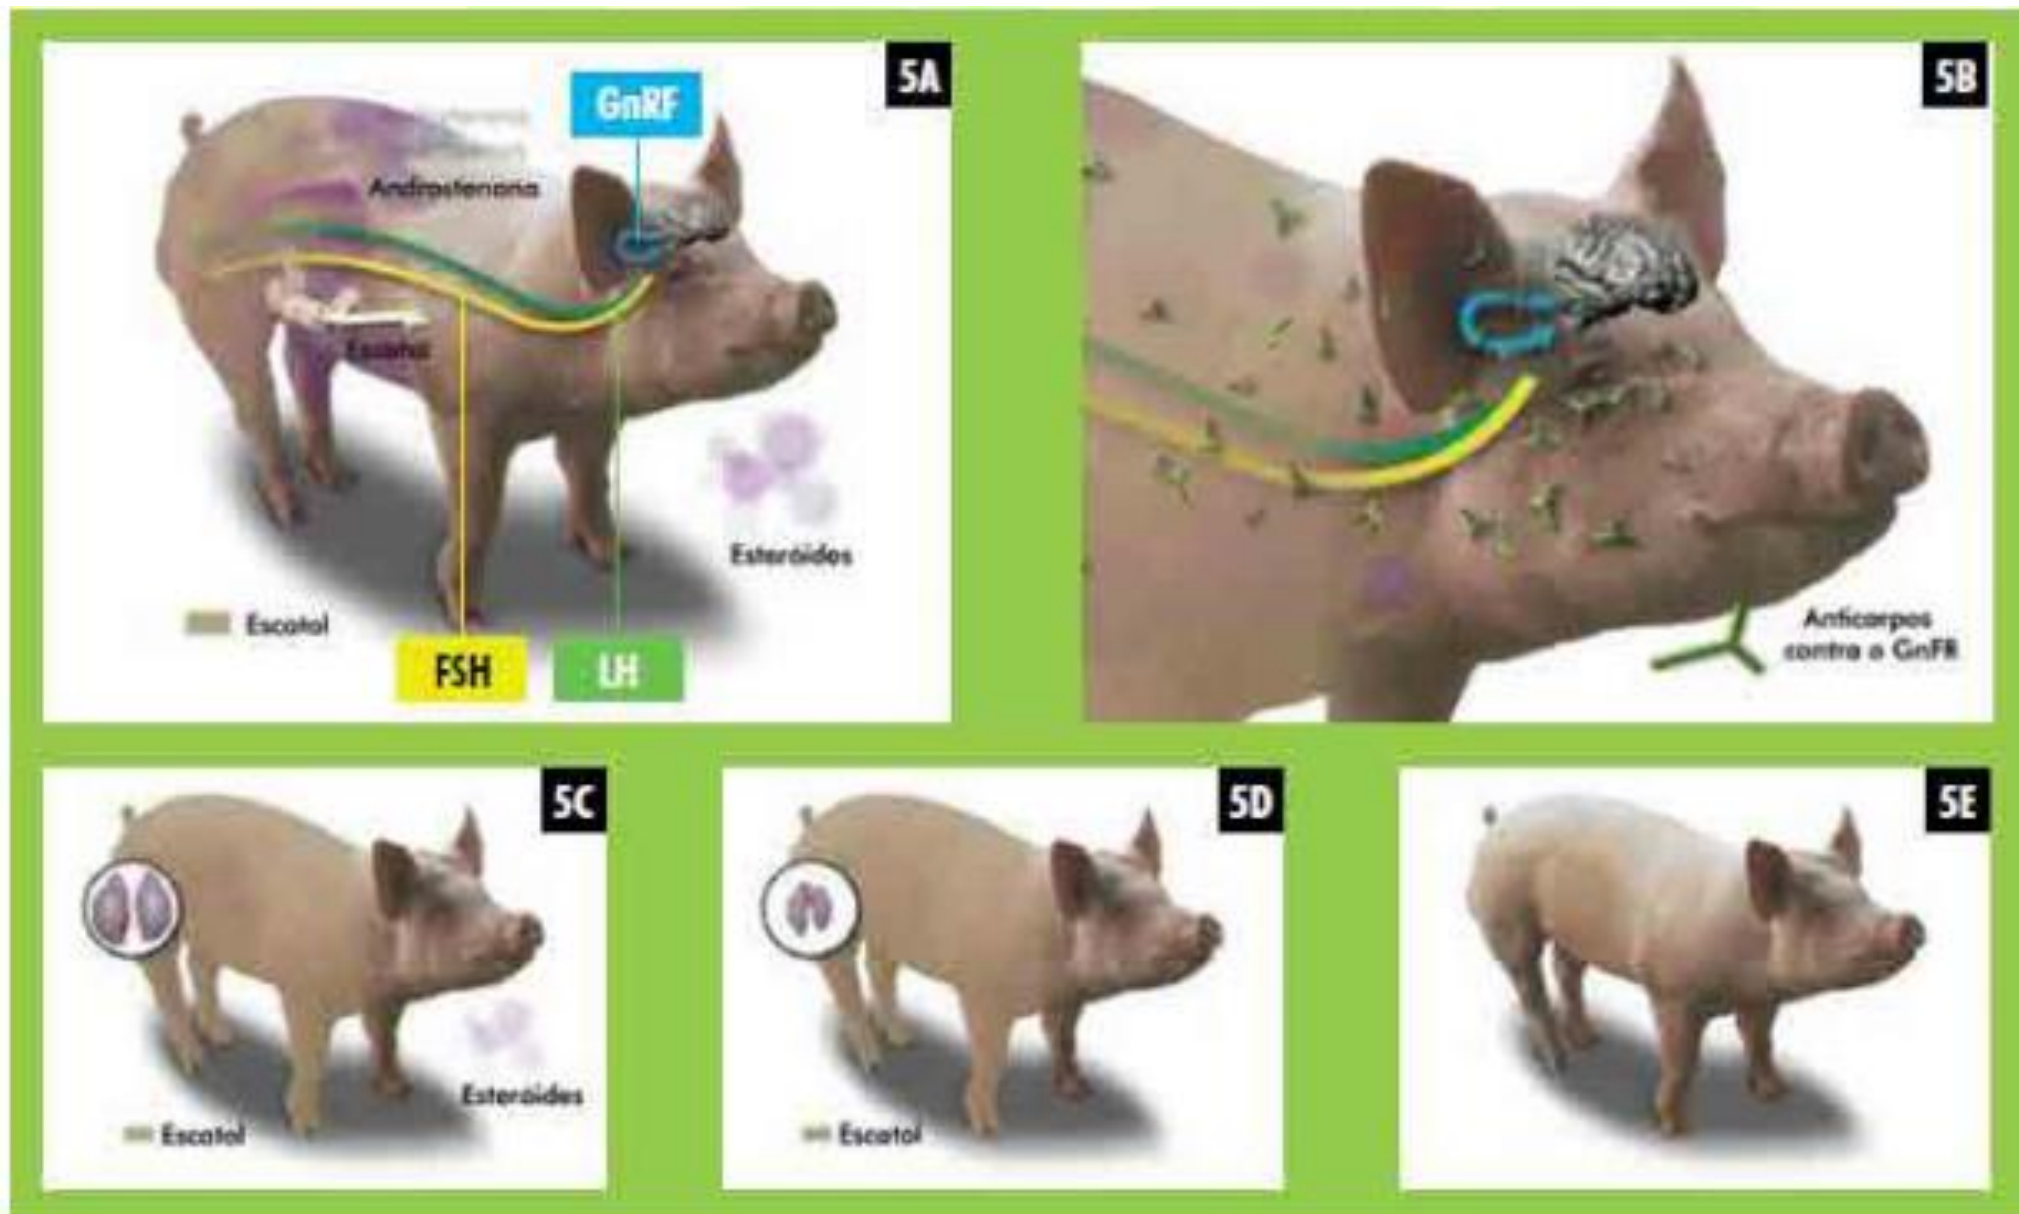 5A
GnRF
Androstenona
Esteróides
Escatol
FSH
LH
5B
Anticorpos
contra o GnFR
5C
Esteróides
Escatol
5D
Escatol
5E